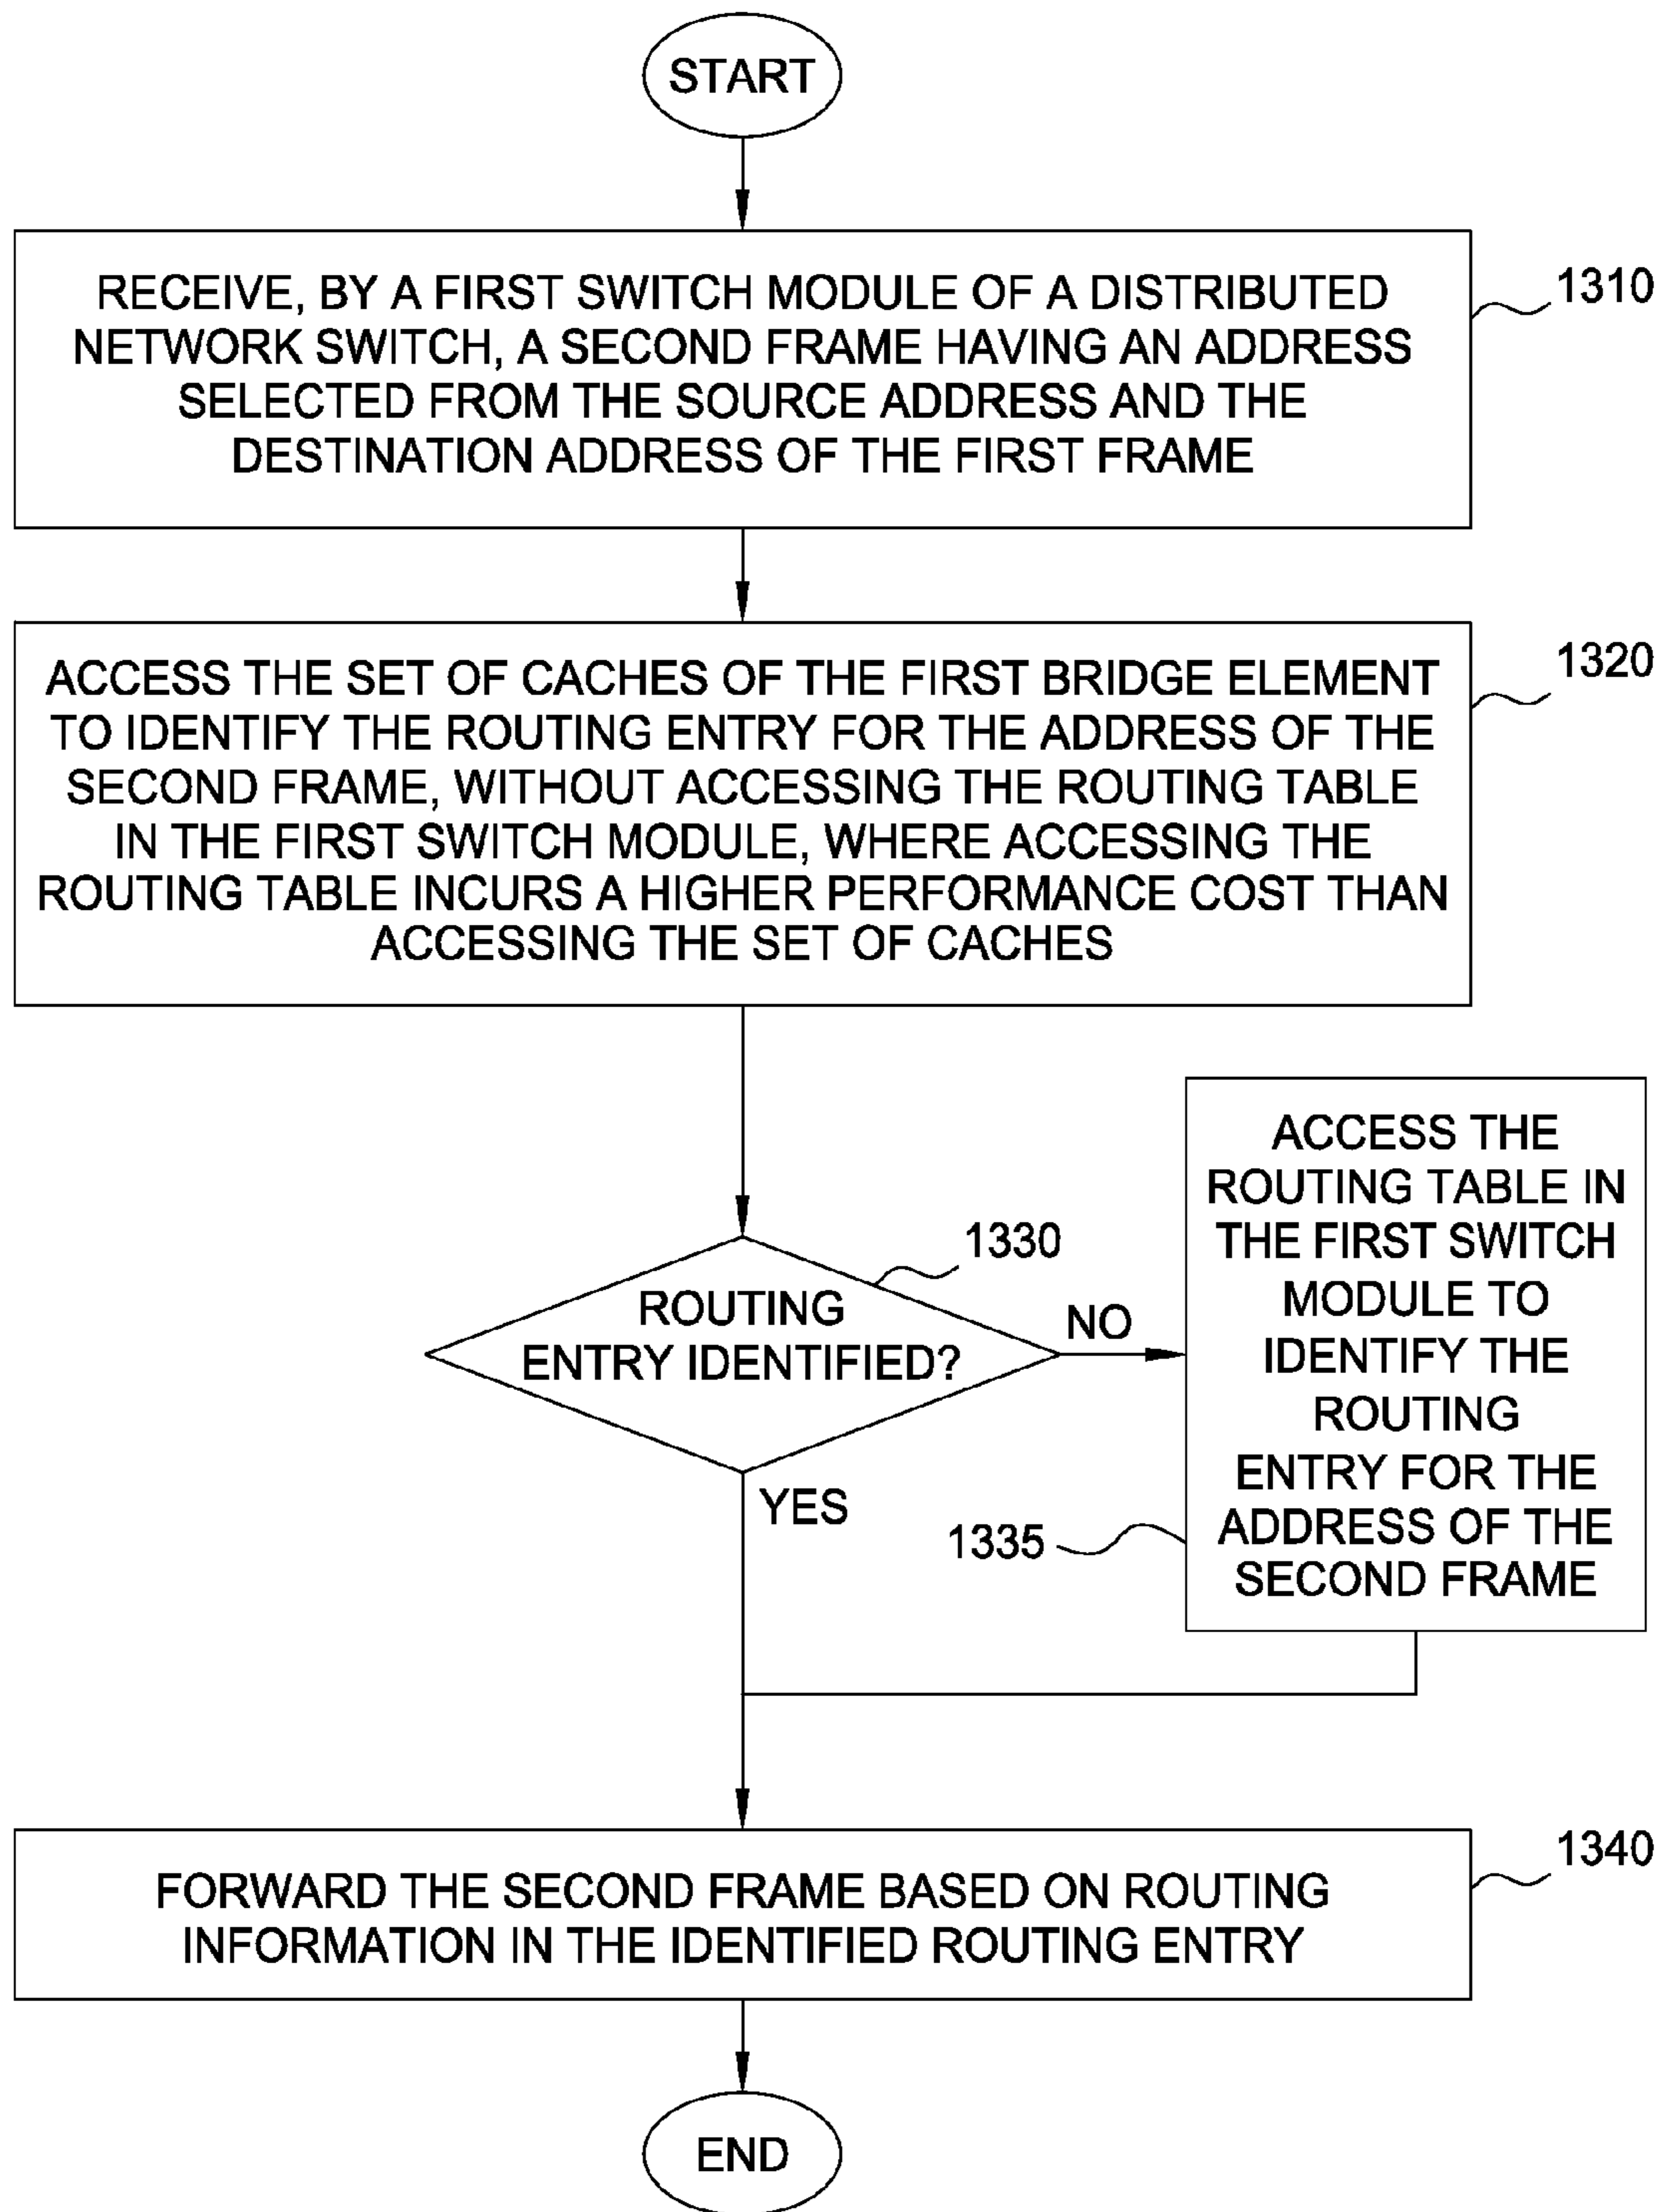 START
RECEIVE, BY A FIRST SWITCH MODULE OF A DISTRIBUTED
NETWORK SWITCH, A SECOND FRAME HAVING AN ADDRESS
SELECTED FROM THE SOURCE ADDRESS AND THE
DESTINATION ADDRESS OF THE FIRST FRAME
1310
ACCESS THE SET OF CACHES OF THE FIRST BRIDGE ELEMENT
TO IDENTIFY THE ROUTING ENTRY FOR THE ADDRESS OF THE
SECOND FRAME, WITHOUT ACCESSING THE ROUTING TABLE
IN THE FIRST SWITCH MODULE, WHERE ACCESSING THE
ROUTING TABLE INCURS A HIGHER PERFORMANCE COST THAN
ACCESSING THE SET OF CACHES
1320
ROUTING
ENTRY IDENTIFIED?
1330
NO
YES
ACCESS THE
ROUTING TABLE IN
THE FIRST SWITCH
MODULE TO
IDENTIFY THE
ROUTING
ENTRY FOR THE
ADDRESS OF THE
SECOND FRAME
1335
FORWARD THE SECOND FRAME BASED ON ROUTING
INFORMATION IN THE IDENTIFIED ROUTING ENTRY
1340
END